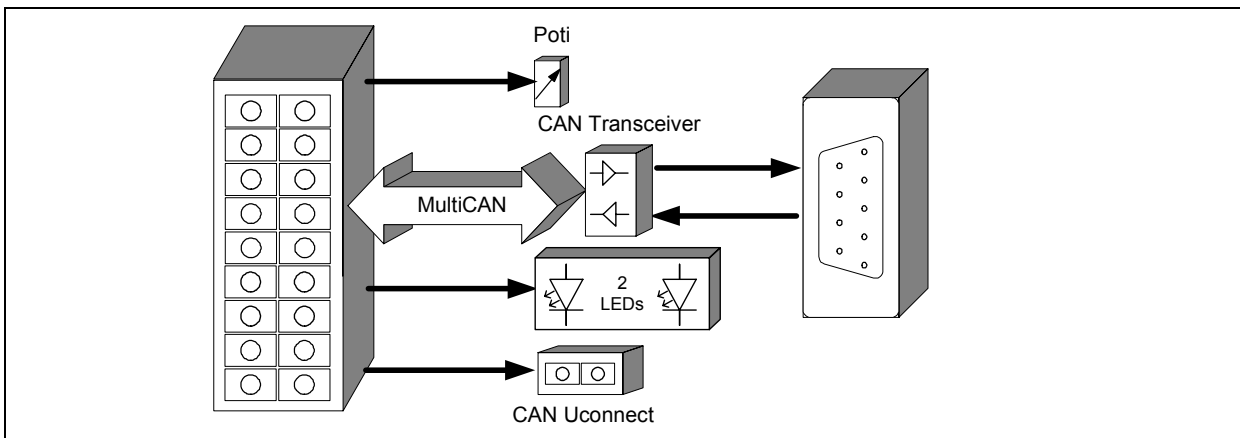 Poti
CAN Transceiver
MultiCAN
2
LEDs
CAN Uconnect